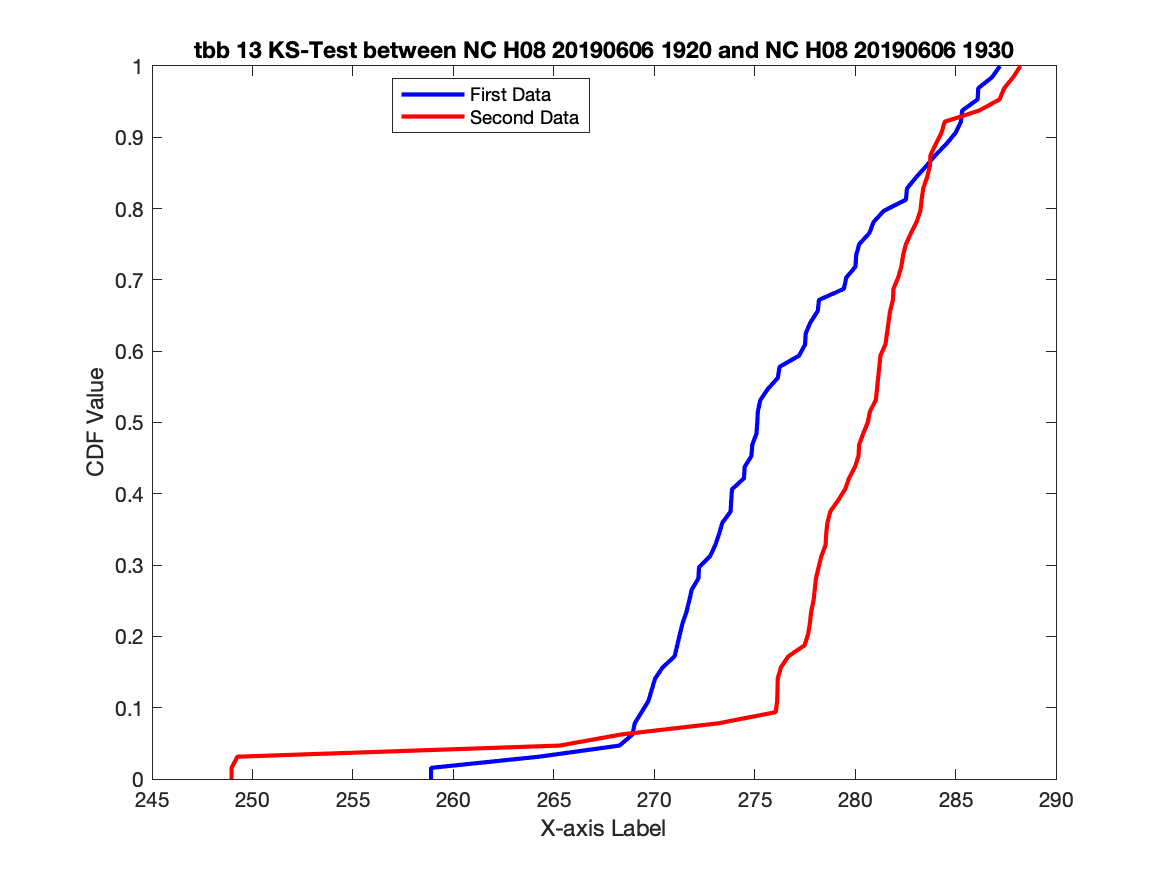 tbb 13 KS-Test between NC H08 20190606 1920 and NC H08 20190606 1930
First Data
Second Data
CDF Value
1
0.9
0.8
0.7
0.6
0.5
0.4
0.3
0.2
0.1
0
245 250 255 260 265 270 275 280 285 290
X-axis Label